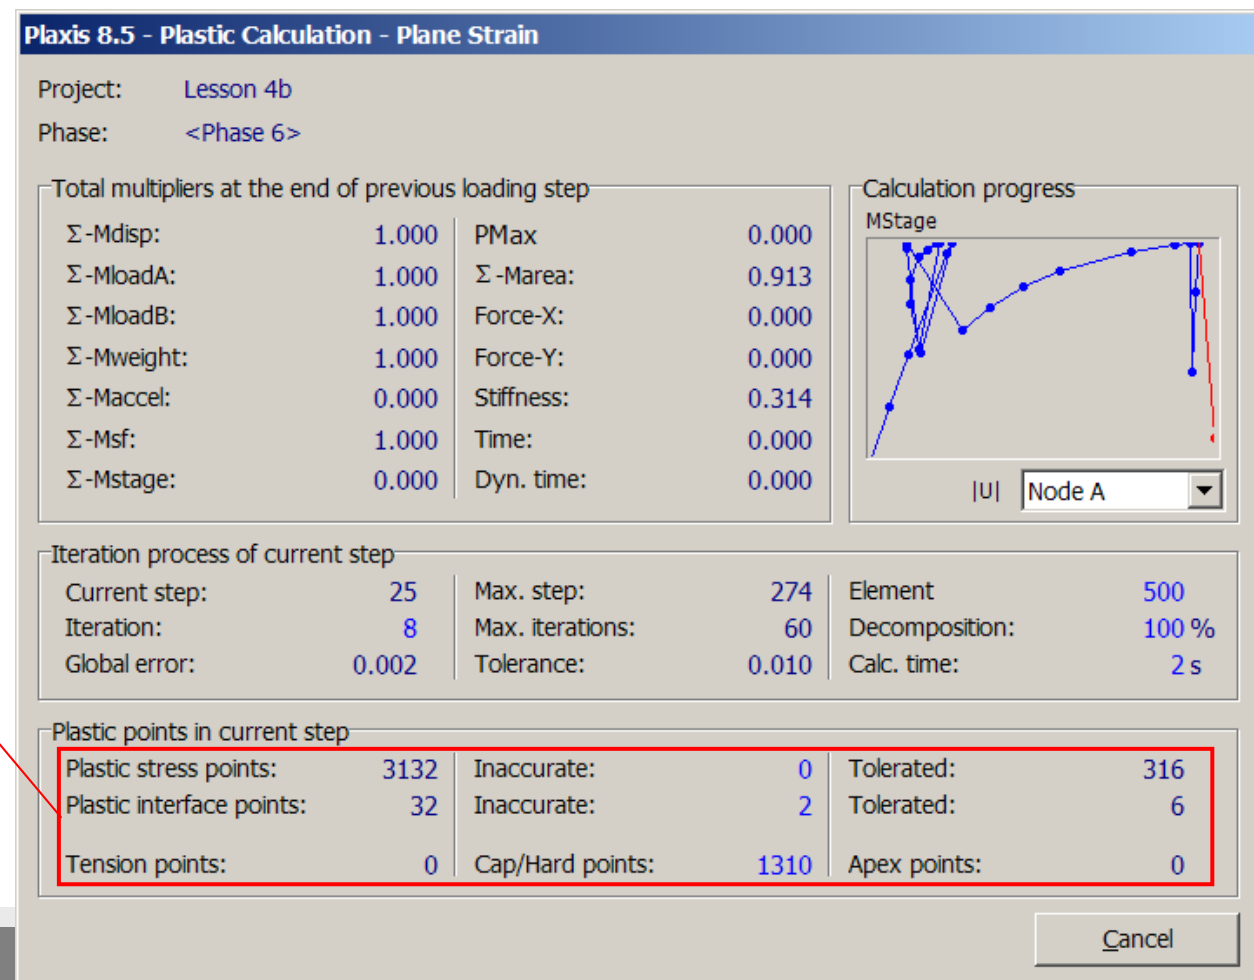 Plaxis 8.5 - Plastic Calculation - Plane Strain
Project: Lesson 4b
Phase: <Phase 6>
Total multipliers at the end of previous loading step
Σ-Mdisp: 1.000 PMax 0.000
Σ-MloadA: 1.000 Σ-Marea: 0.913
Σ-MloadB: 1.000 Force-X: 0.000
Σ-Mweight: 1.000 Force-Y: 0.000
Σ-Maccel: 0.000 Stiffness: 0.314
Σ-Msf: 1.000 Time: 0.000
Σ-Mstage: 0.000 Dyn. time: 0.000
Calculation progress
MStage
|U| Node A
Iteration process of current step
Current step: 25 Max. step: 274 Element 500
Iteration: 8 Max. iterations: 60 Decomposition: 100 %
Global error: 0.002 Tolerance: 0.010 Calc. time: 2 s
Plastic points in current step
Plastic stress points: 3132 Inaccurate: 0 Tolerated: 316
Plastic interface points: 32 Inaccurate: 2 Tolerated: 6
Tension points: 0 Cap/Hard points: 1310 Apex points: 0
Cancel